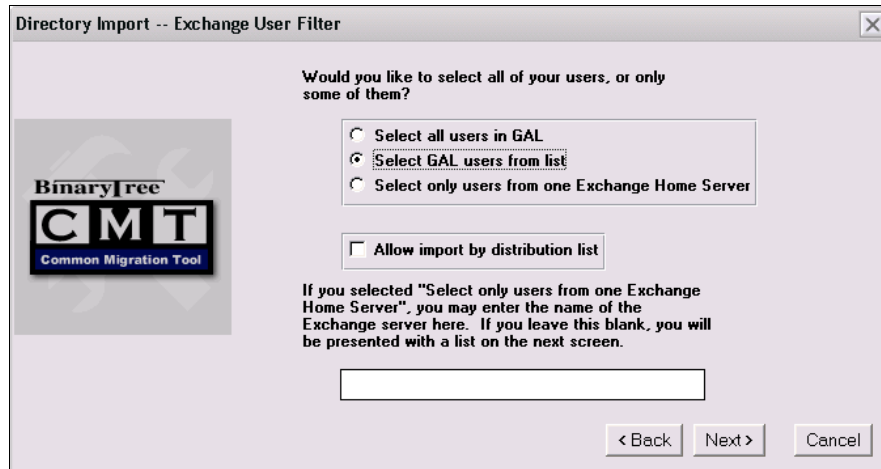 Directory Import -- Exchange User Filter
Would you like to select all of your users, or only
some of them?
Select all users in GAL
Select GAL users from list
Select only users from one Exchange Home Server
BinaryTree
CMT
Common Migration Tool
Allow import by distribution list
If you selected "Select only users from one Exchange
Home Server", you may enter the name of the
Exchange server here. If you leave this blank, you will
be presented with a list on the next screen.
< Back
Next >
Cancel